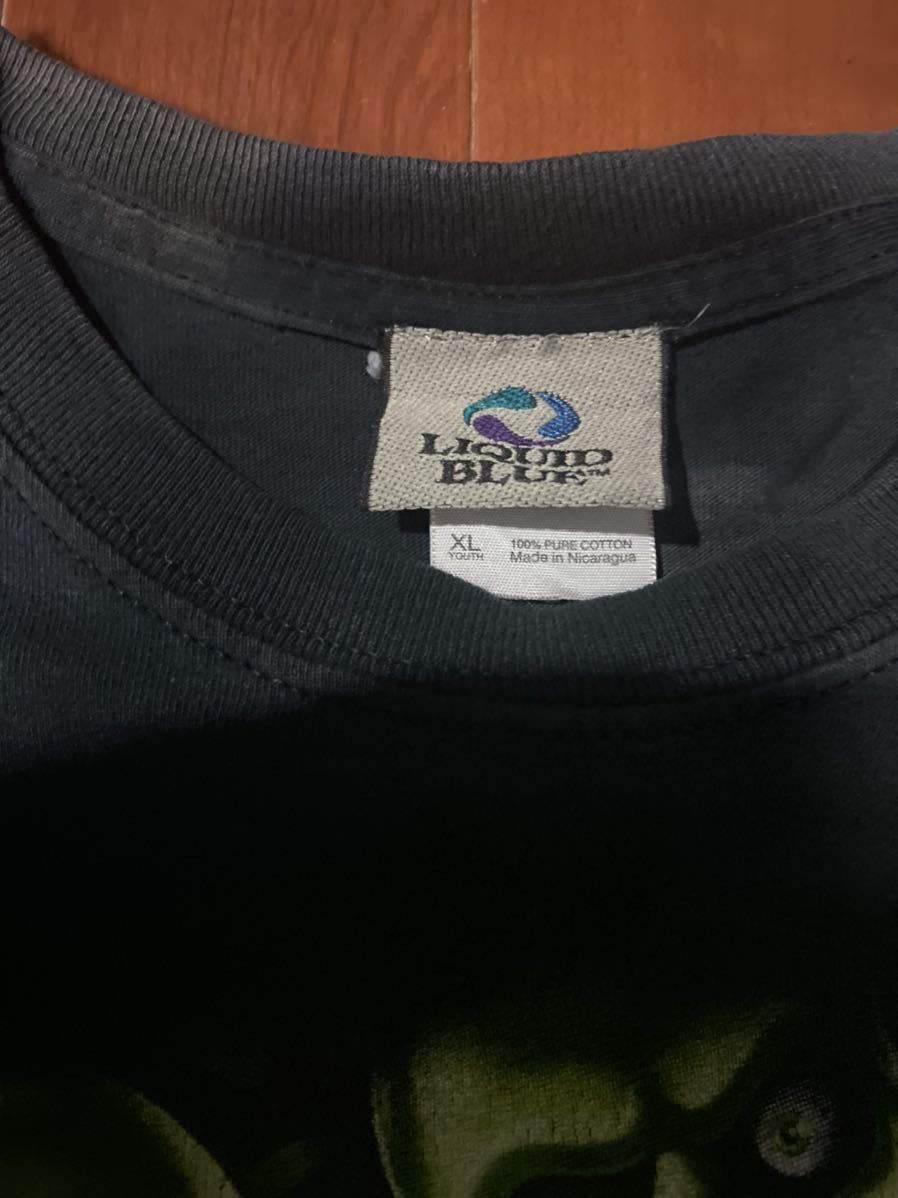 LIQUID
BLUE™
XL
YOUTH
100% PURE COTTON
Made in Nicaragua